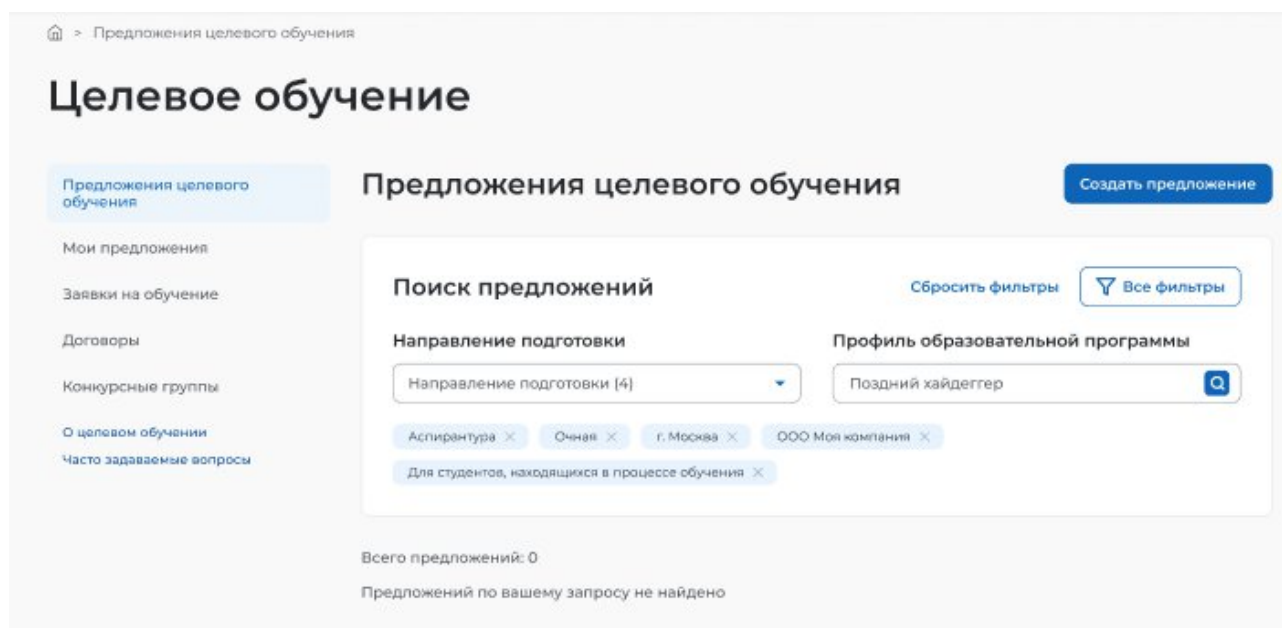 > Предложения целевого обучения
Целевое обучение
Предложения целевого
обучения
Мои предложения
Заявки на обучение
Договоры
Конкурсные группы
О целевом обучении
Часто задаваемые вопросы
Предложения целевого обучения
Создать предложение
Поиск предложений
Сбросить фильтры
Все фильтры
Направление подготовки
Профиль образовательной программы
Направление подготовки (4)
Поздний хайдеггер
Аспирантура × Очная × г. Москва × ООО Моя компания ×
Для студентов, находящихся в процессе обучения ×
Всего предложений: 0
Предложений по вашему запросу не найдено